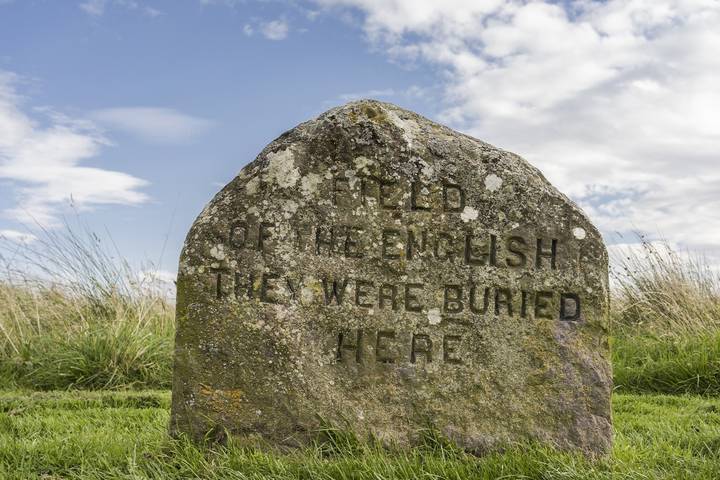 FIELD
OF THE ENGLISH
THEY WERE BURIED
HERE